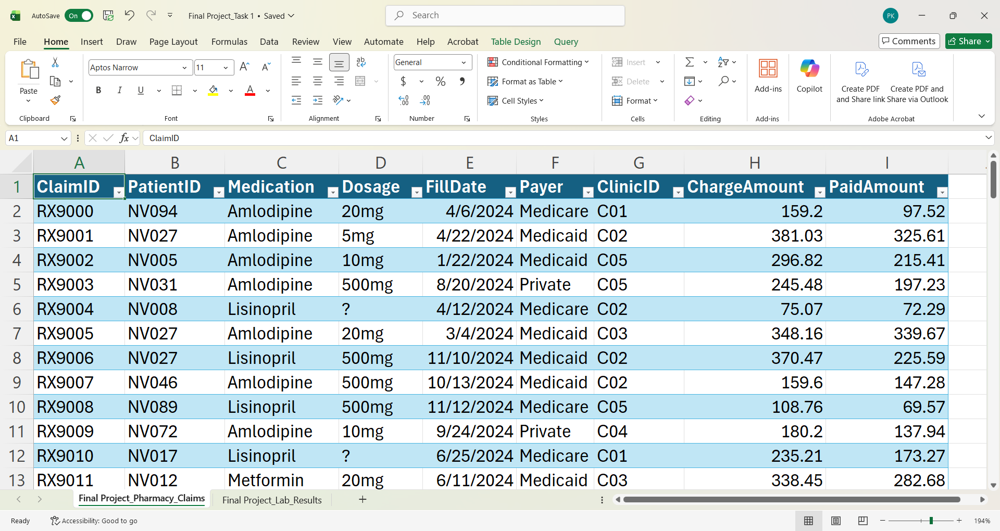 AutoSave On Final Project_Task 1 • Saved Search PK
File Home Insert Draw Page Layout Formulas Data Review View Automate Help Acrobat Table Design Query Comments Share
Paste
Clipboard
Aptos Narrow 11
B I U A
Font
ab
Alignment
General
$ % 9
Number
Conditional Formatting
Format as Table
Cell Styles
Styles
Insert
Delete
Format
Cells
Editing
Add-ins
Add-ins
Copilot
Create PDF and Share link
Create PDF and Share via Outlook
Adobe Acrobat
A1 fx ClaimID
A B C D E F G H I
1 ClaimID PatientID Medication Dosage FillDate Payer ClinicID ChargeAmount PaidAmount
2 RX9000 NV094 Amlodipine 20mg 4/6/2024 Medicare C01 159.2 97.52
3 RX9001 NV027 Amlodipine 5mg 4/22/2024 Medicaid C02 381.03 325.61
4 RX9002 NV005 Amlodipine 10mg 1/22/2024 Medicaid C05 296.82 215.41
5 RX9003 NV031 Amlodipine 500mg 8/20/2024 Private C05 245.48 197.23
6 RX9004 NV008 Lisinopril ? 4/12/2024 Medicare C02 75.07 72.29
7 RX9005 NV027 Amlodipine 20mg 3/4/2024 Medicaid C03 348.16 339.67
8 RX9006 NV027 Lisinopril 500mg 11/10/2024 Medicaid C02 370.47 225.59
9 RX9007 NV046 Amlodipine 500mg 10/13/2024 Medicaid C02 159.6 147.28
10 RX9008 NV089 Lisinopril 500mg 11/12/2024 Medicare C05 108.76 69.57
11 RX9009 NV072 Amlodipine 10mg 9/24/2024 Private C04 180.2 137.94
12 RX9010 NV017 Lisinopril ? 6/25/2024 Medicare C01 235.21 173.27
13 RX9011 NV012 Metformin 20mg 6/11/2024 Medicaid C03 338.45 282.68
Final Project_Pharmacy_Claims Final Project_Lab_Results
Ready Accessibility: Good to go 194%